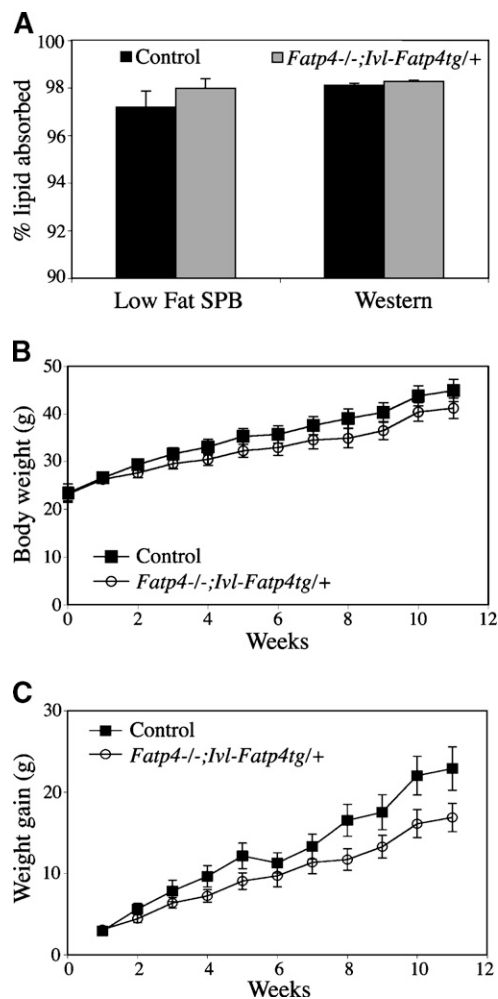 A
100
98
96
94
92
90
% lipid absorbed
Control
Fatp4-/-;Ivl-Fatp4tg/+
Low Fat SPB
Western
B
50
40
30
20
10
0
Body weight (g)
Control
Fatp4-/-;Ivl-Fatp4tg/+
0 2 4 6 8 10 12
Weeks
C
30
20
10
0
Weight gain (g)
Control
Fatp4-/-;Ivl-Fatp4tg/+
0 2 4 6 8 10 12
Weeks